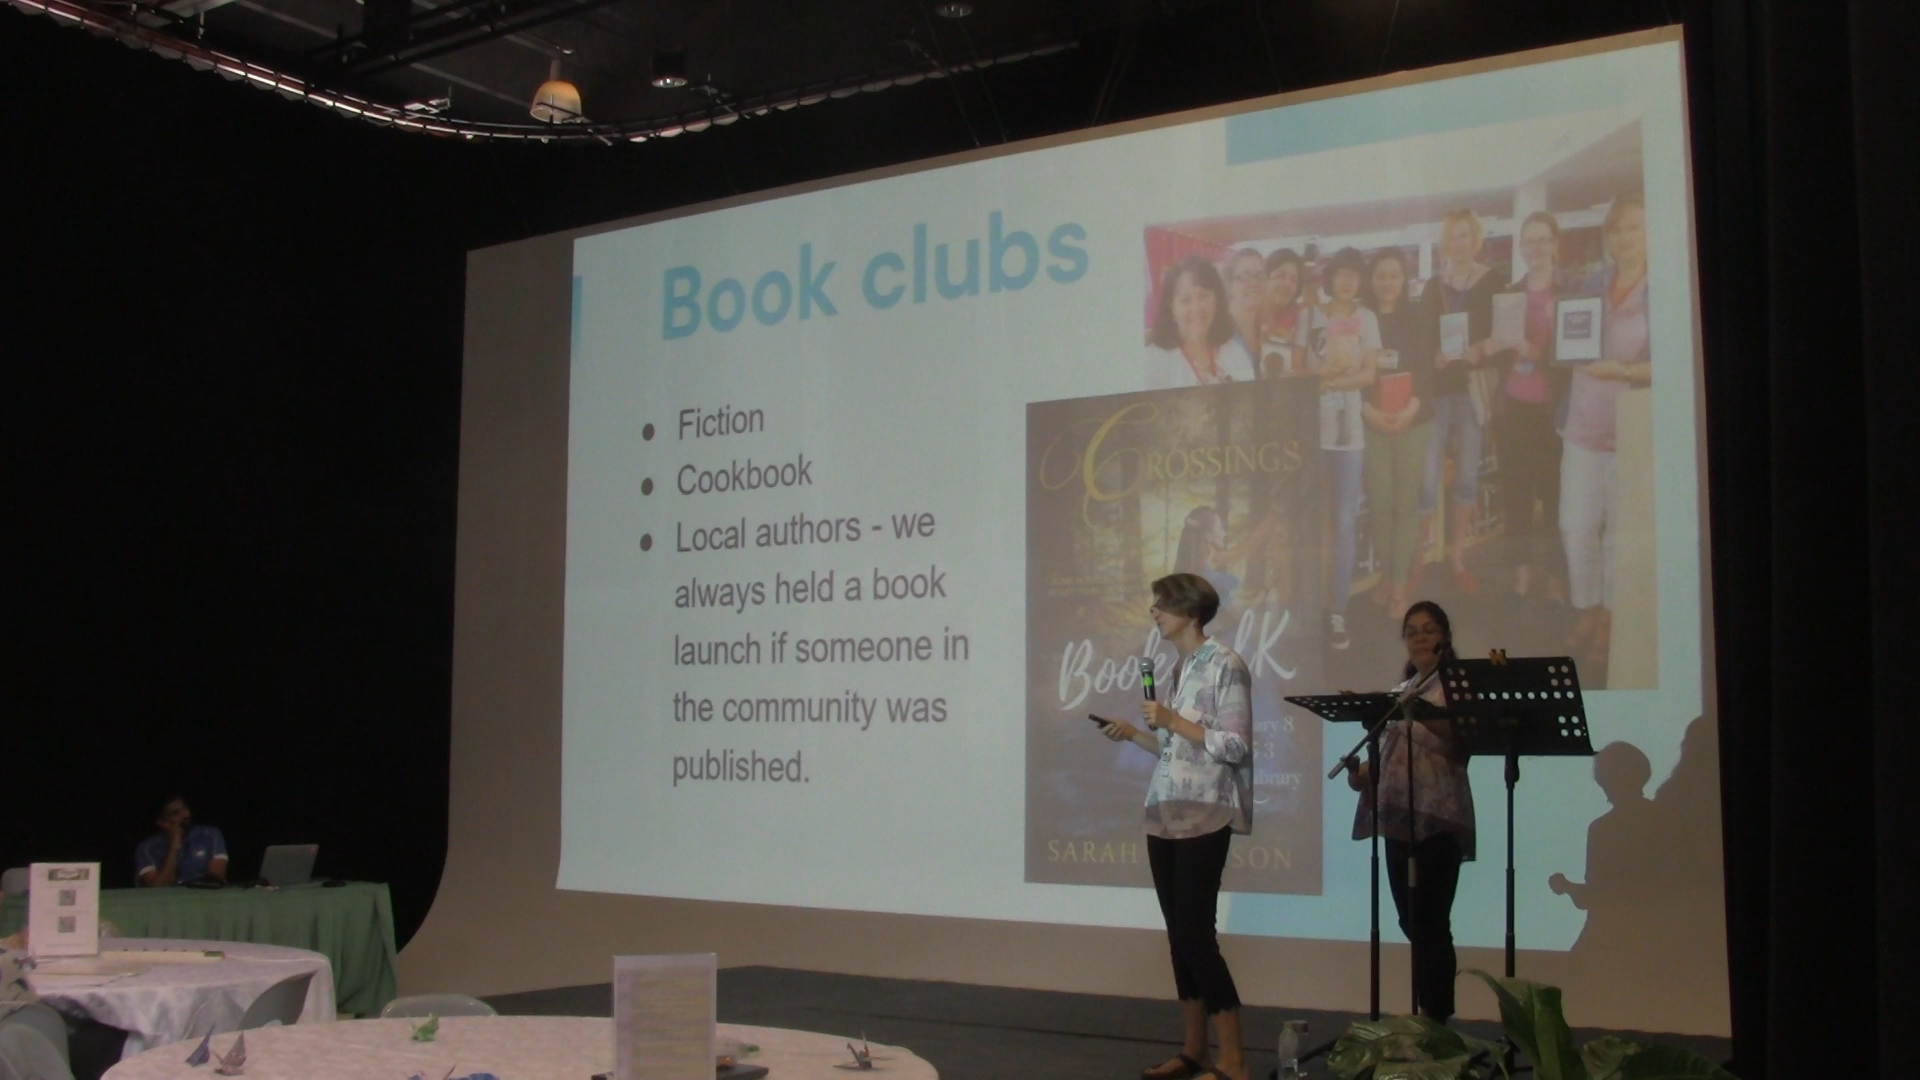 Book clubs
Fiction
Cookbook
Local authors - we
always held a book
launch if someone in
the community was
published.
CROSSINGS
Book
SARAH